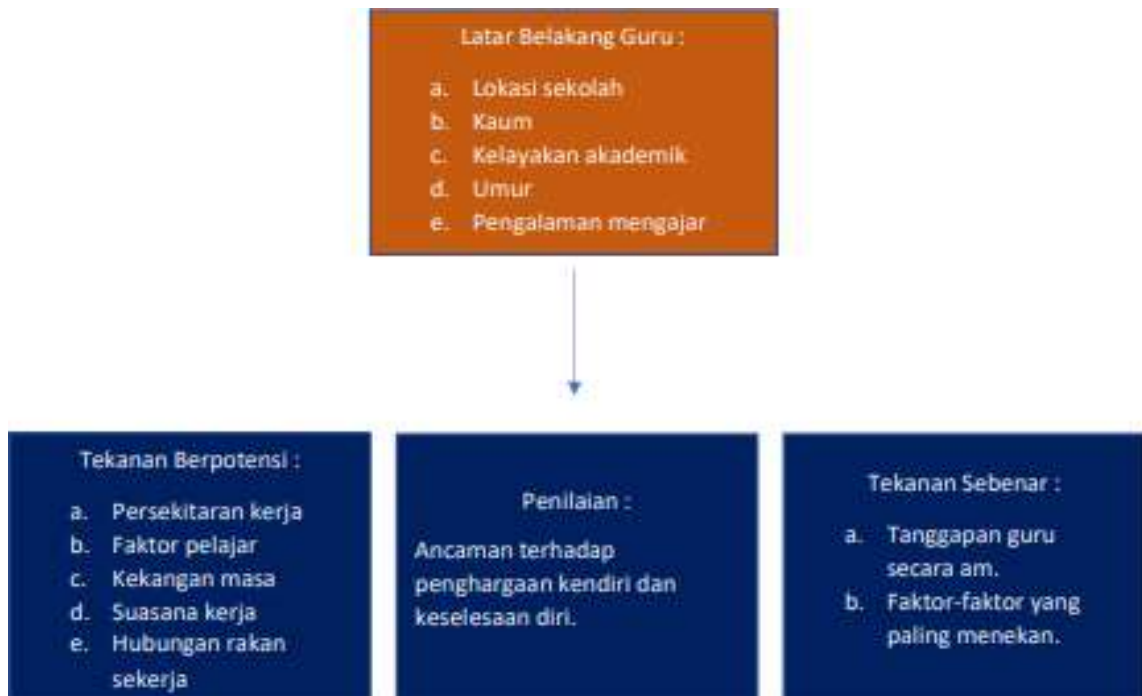 Latar Belakang Guru :
a. Lokasi sekolah
b. Kaum
c. Kelayakan akademik
d. Umur
e. Pengalaman mengajar
Tekanan Berpotensi :
a. Persekitaran kerja
b. Faktor pelajar
c. Kekangan masa
d. Suasana kerja
e. Hubungan rakan
sekerja
Penilaian :
Ancaman terhadap
penghargaan kendiri dan
keselesaan diri.
Tekanan Sebenar :
a. Tanggapan guru
secara am.
b. Faktor-faktor yang
paling menekan.